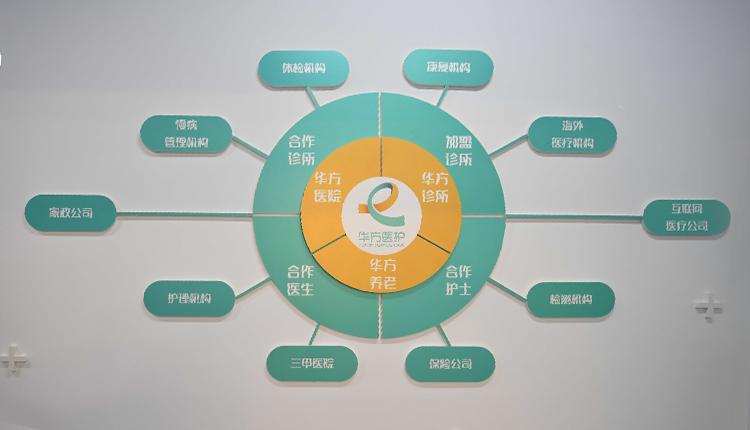 体检机构
康复机构
慢病
管理机构
海外
医疗机构
合作
诊所
加盟
诊所
华方
医院
华方
诊所
家政公司
互联网
医疗公司
华方医护
合作
医生
华方
养老
合作
护士
护理机构
检测机构
三甲医院
保险公司